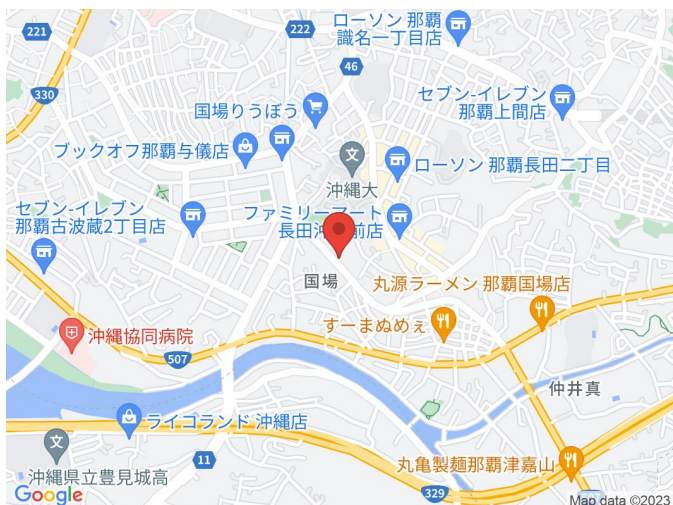 221
222
ローソン 那覇
識名一丁目店
46
330
国場りうぼう
セブン-イレブン
那覇上間店
ブックオフ那覇与儀店
沖縄大
ローソン 那覇長田二丁目
セブン-イレブン
那覇古波蔵2丁目店
ファミリーマート
長田沖
前店
国場
丸源ラーメン 那覇国場店
すーまぬめぇ
沖縄協同病院
507
仲井真
ライコランド 沖縄店
沖縄県立豊見城高
11
丸亀製麺那覇津嘉山
329
Google
Map data ©2023